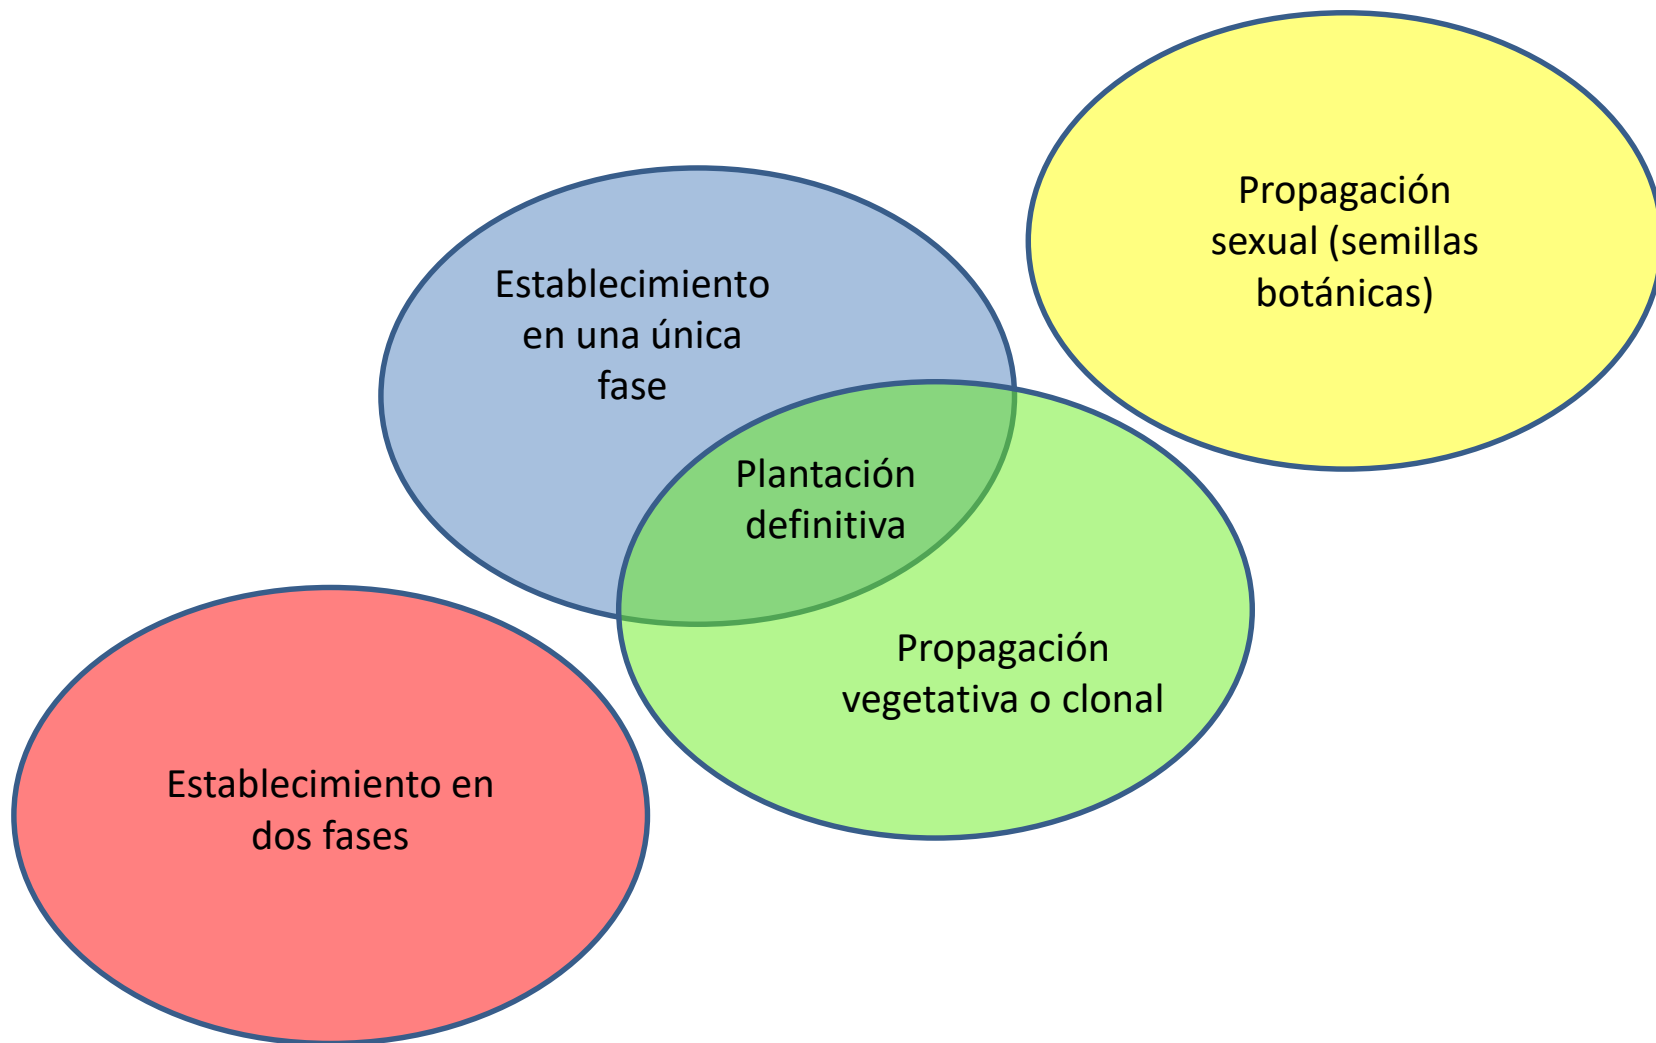 Propagación
sexual (semillas
botánicas)
Establecimiento
en una única
fase
Plantación
definitiva
Propagación
vegetativa o clonal
Establecimiento en
dos fases